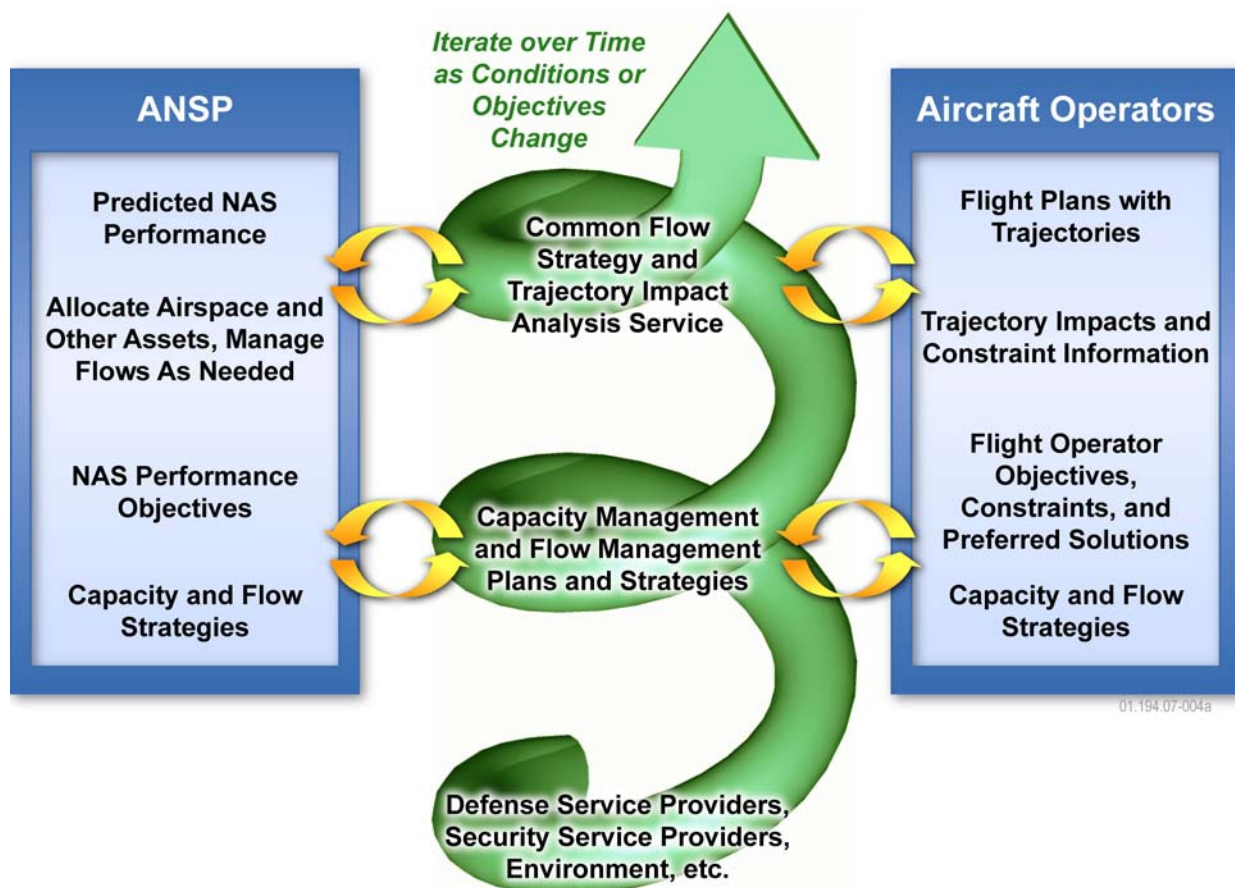 Iterate over Time
as Conditions or
Objectives
Change
ANSP
Predicted NAS
Performance
Allocate Airspace and
Other Assets, Manage
Flows As Needed
NAS Performance
Objectives
Capacity and Flow
Strategies
Common Flow
Strategy and
Trajectory Impact
Analysis Service
Capacity Management
and Flow Management
Plans and Strategies
Defense Service Providers,
Security Service Providers,
Environment, etc.
Aircraft Operators
Flight Plans with
Trajectories
Trajectory Impacts and
Constraint Information
Flight Operator
Objectives,
Constraints, and
Preferred Solutions
Capacity and Flow
Strategies
01.194.07-004a